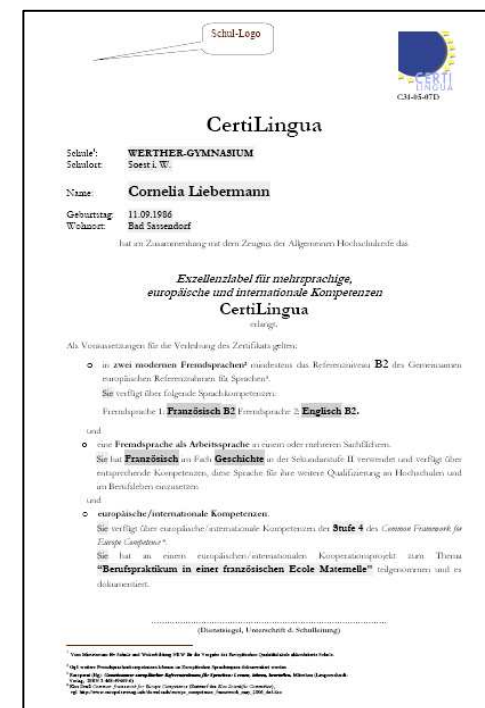 Schul-Logo
CERTI
LINGUA
C31-05-07D
CertiLingua
Schule¹: WERTHER-GYMNASIUM
Schulort: Soest i. W.
Name: Cornelia Liebermann
Geburtstag: 11.09.1986
Wohnort: Bad Sassendorf
hat im Zusammenhang mit dem Zeugnis der Allgemeinen Hochschulreife das
Exzellenzlabel für mehrsprachige,
europäische und internationale Kompetenzen
CertiLingua
erlangt.
Als Voraussetzungen für die Verleihung des Zertifikats gelten:
o in zwei modernen Fremdsprachen² mindestens das Referenzniveau B2 des Gemeinsamen
europäischen Referenzrahmens für Sprachen³.
Sie verfügt über folgende Sprachkompetenzen:
Fremdsprache 1: Französisch B2 Fremdsprache 2: Englisch B2.
und
o eine Fremdsprache als Arbeitssprache in einem oder mehreren Sachfächern.
Sie hat Französisch im Fach Geschichte in der Sekundarstufe II verwendet und verfügt über
entsprechende Kompetenzen, diese Sprache für ihre weitere Qualifizierung an Hochschulen und
im Berufsleben einzusetzen
und
o europäische/internationale Kompetenzen.
Sie verfügt über europäische/internationale Kompetenzen der Stufe 4 des Common Framework for
Europe Competence⁴.
Sie hat an einem europäischen/internationalen Kooperationsprojekt zum Thema
"Berufspraktikum in einer französischen Ecole Maternelle" teilgenommen und es
dokumentiert.
(Dienstsiegel, Unterschrift d. Schulleitung)